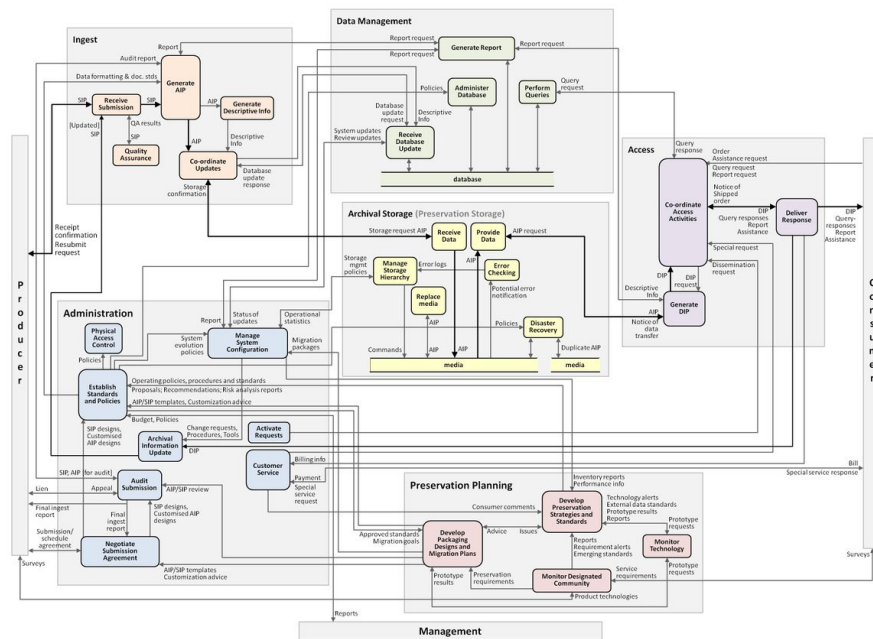 Data Management
Ingest
Report
Audit report
Data formatting & doc. stds
Generate
AIP
Report request
Report request
Generate Report
Report request
Receive
Submission
SIP
SIP
AIP
Generate
Descriptive Info
[Updated]
SIP
QA results
SIP
Quality
Assurance
AIP
Descriptive
Info
Co-ordinate
Updates
Database
update
response
Storage
confirmation
Policies
Administer
Database
Perform
Queries
Query
request
Database
update
request
Descriptive
Info
System updates
Review updates
Receive
Database
Update
database
Access
Query
response
Order
Assistance request
Query request
Report request
Co-ordinate
Access
Activities
Notice of
Shipped
order
DIP
Query responses
Report
Assistance
Deliver
Response
DIP
Query-
responses
Report
Assistance
Special request
Dissemination
request
DIP
DIP
request
Descriptive
Info
Generate
DIP
AIP
Notice of
data
transfer
Archival Storage (Preservation Storage)
Storage request
AIP
Receive
Data
Provide
Data
AIP request
AIP
Storage
mgmt
policies
Manage
Storage
Hierarchy
Error logs
Error
Checking
Potential error
notification
Replace
media
AIP
AIP
Policies
Disaster
Recovery
Commands
Duplicate AIP
media
media
Receipt
confirmation
Resubmit
request
Producer
Consumer
Administration
Report
Status of
updates
Operational
statistics
Physical
Access
Control
Policies
System
evolution
policies
Manage
System
Configuration
Migration
packages
Establish
Standards
and Policies
Operating policies, procedures and standards
Proposals; Recommendations; Risk analysis reports
AIP/SIP templates, Customization advice
Budget, Policies
SIP designs,
Customised
AIP designs
Archival
Information
Update
Change requests,
Procedures, Tools
DIP
Activate
Requests
Customer
Service
Billing info
Payment
Special
service
request
Bill
Special service response
SIP, AIP [for audit]
Audit
Submission
AIP/SIP review
Lien
Appeal
Final ingest
report
Final
ingest
report
SIP designs,
Customised AIP
designs
Submission/
schedule
agreement
Negotiate
Submission
Agreement
AIP/SIP templates
Customization advice
Surveys
Approved standards
Migration goals
Preservation Planning
Inventory reports
Performance info
Consumer comments
Develop
Preservation
Strategies and
Standards
Technology alerts
External data standards
Prototype results
Reports
Prototype
requests
Develop
Packaging
Designs and
Migration Plans
Advice
Issues
Reports
Requirement alerts
Emerging standards
Monitor
Technology
Prototype
results
Preservation
requirements
Monitor Designated
Community
Service
requirements
Prototype
requests
Product technologies
Surveys
Reports
Management